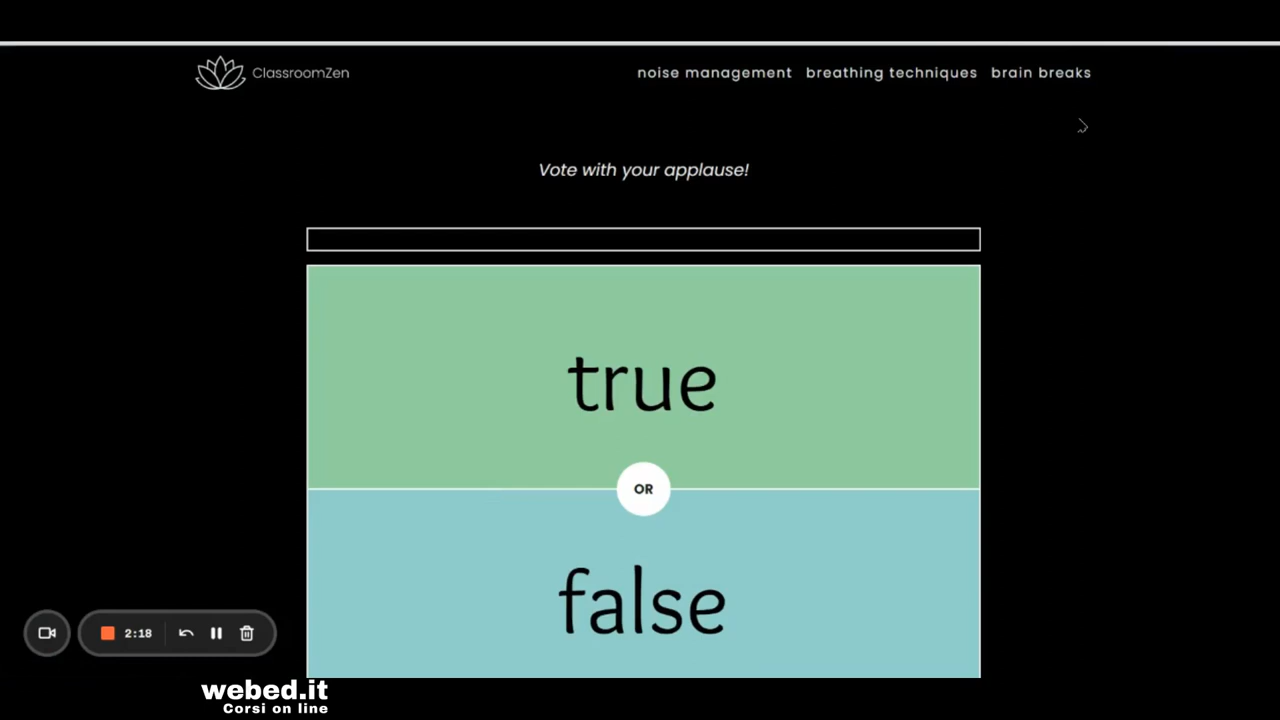 ClassroomZen
noise management breathing techniques brain breaks
Vote with your applause!
true
OR
false
2:18
webed.it
Corsi on line